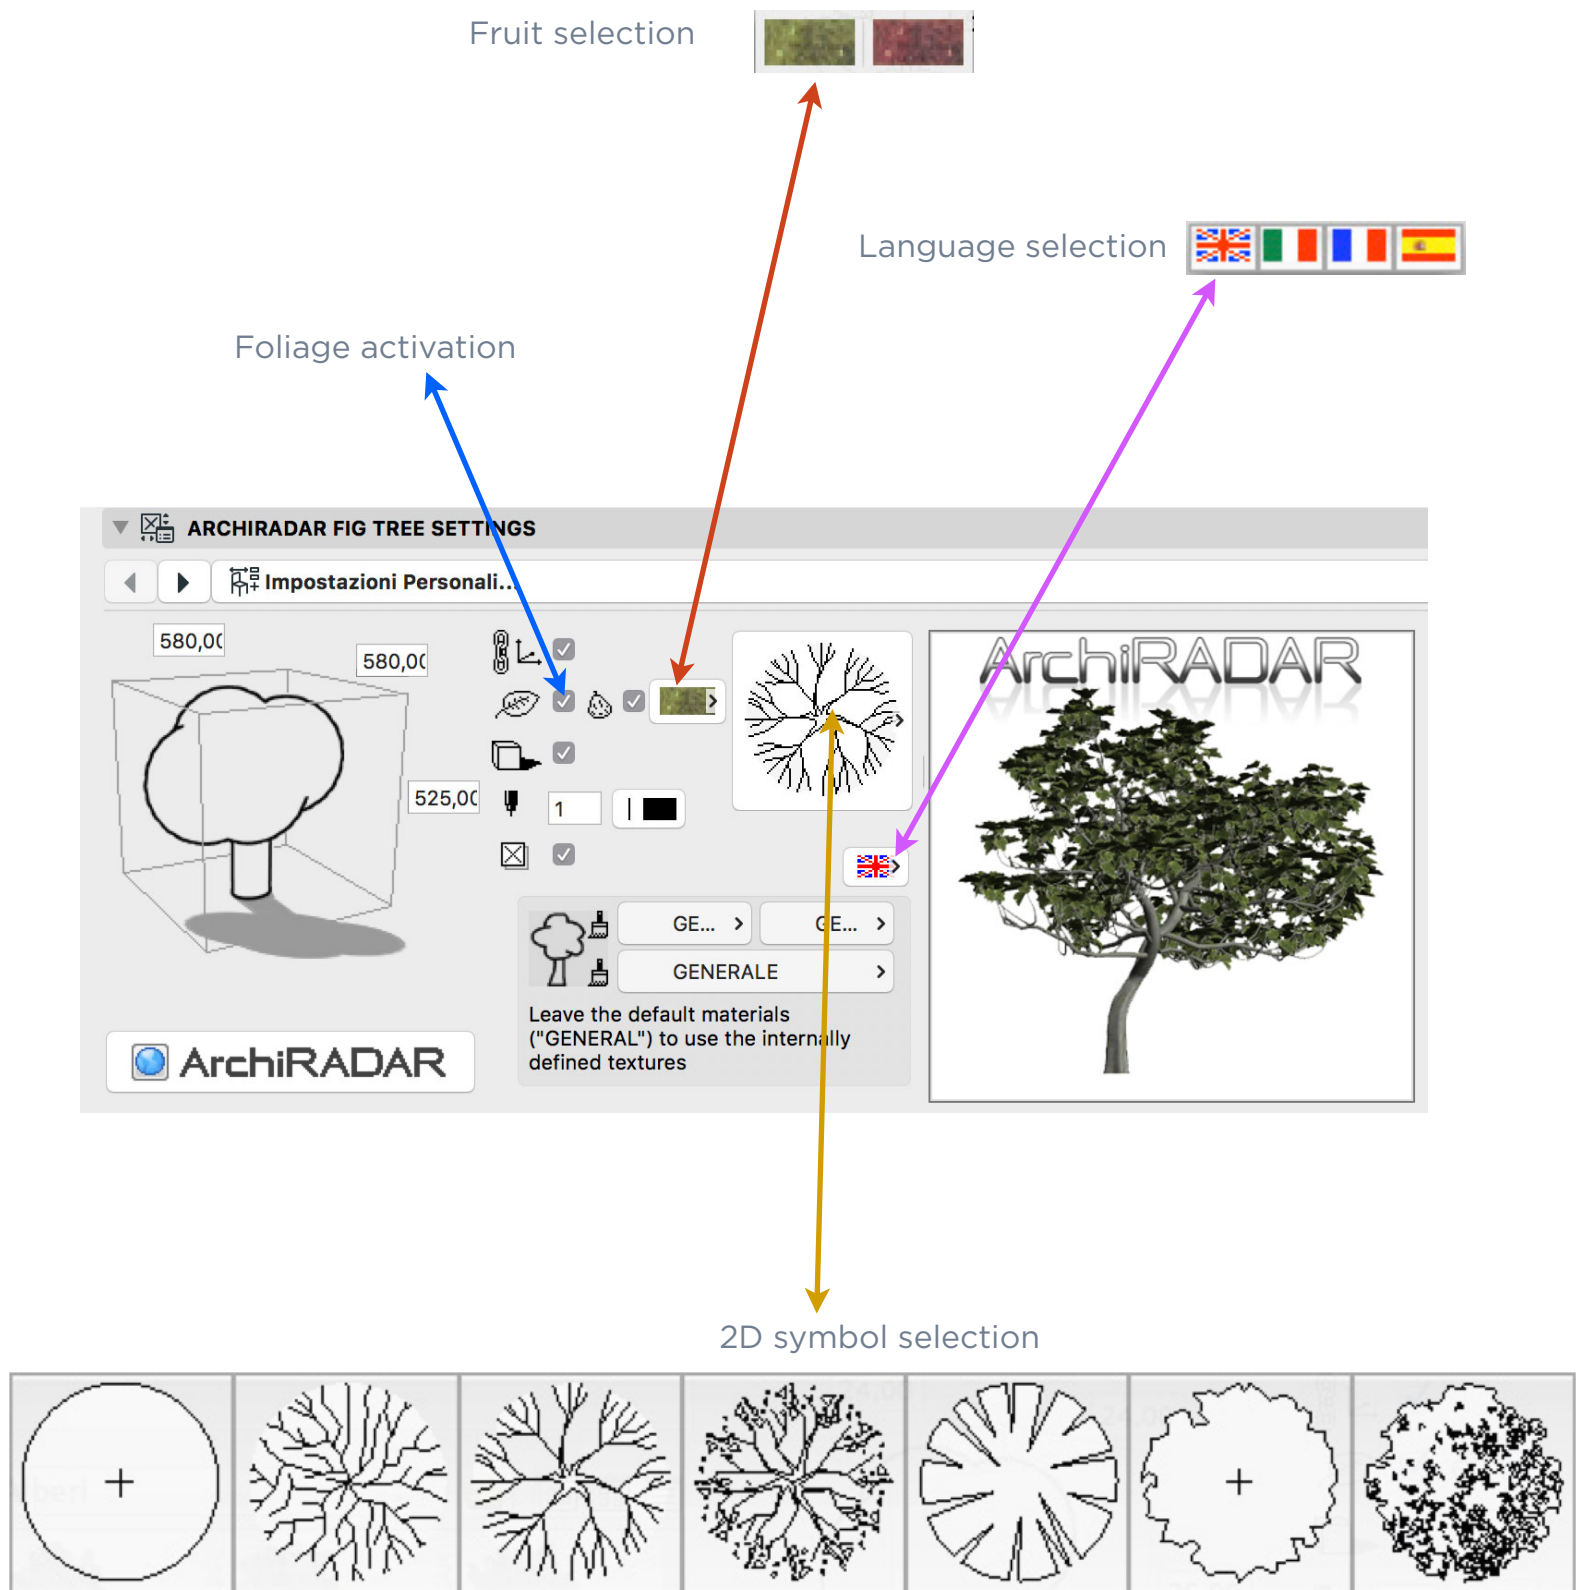 Fruit selection
Language selection
Foliage activation
ARCHIRADAR FIG TREE SETTINGS
Impostazioni Personali...
580,00
580,00
525,00
1
ArchiRADAR
GE...
GE...
GENERALE
Leave the default materials
("GENERAL") to use the internally
defined textures
ArchiRADAR
2D symbol selection